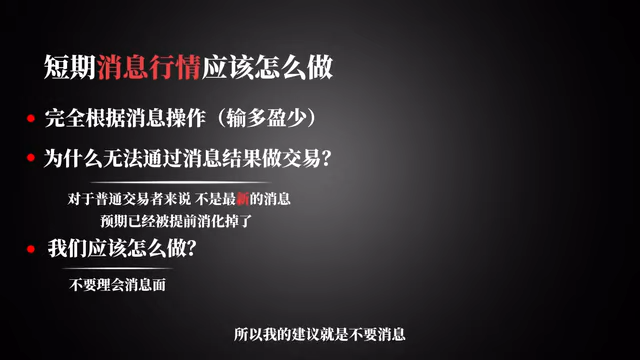 短期消息行情应该怎么做
完全根据消息操作（输多盈少）
为什么无法通过消息结果做交易？
对于普通交易者来说 不是最新的消息
预期已经被提前消化掉了
我们应该怎么做？
不要理会消息面
所以我的建议就是不要消息